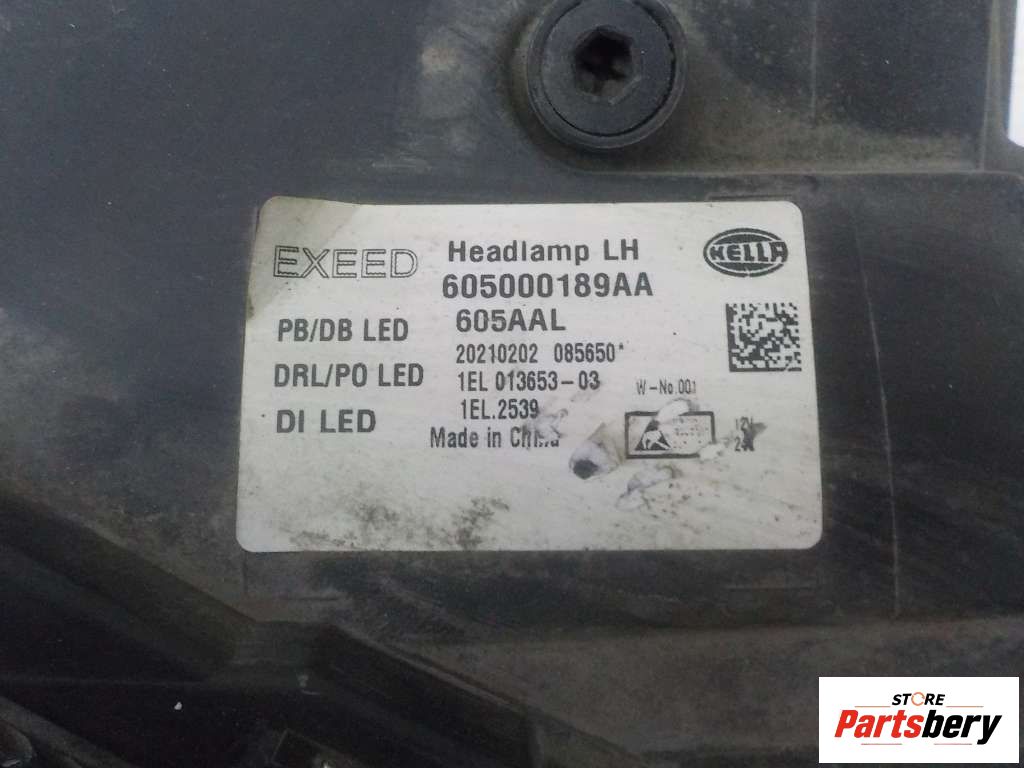 EXEED
Headlamp LH
HELLA
605000189AA
PB/DB LED
605AAL
20210202 085650*
DRL/PO LED
1EL 013653-03
W-No.001
DI LED
1EL.2539
Made in China
12V
STORE
Partsbery